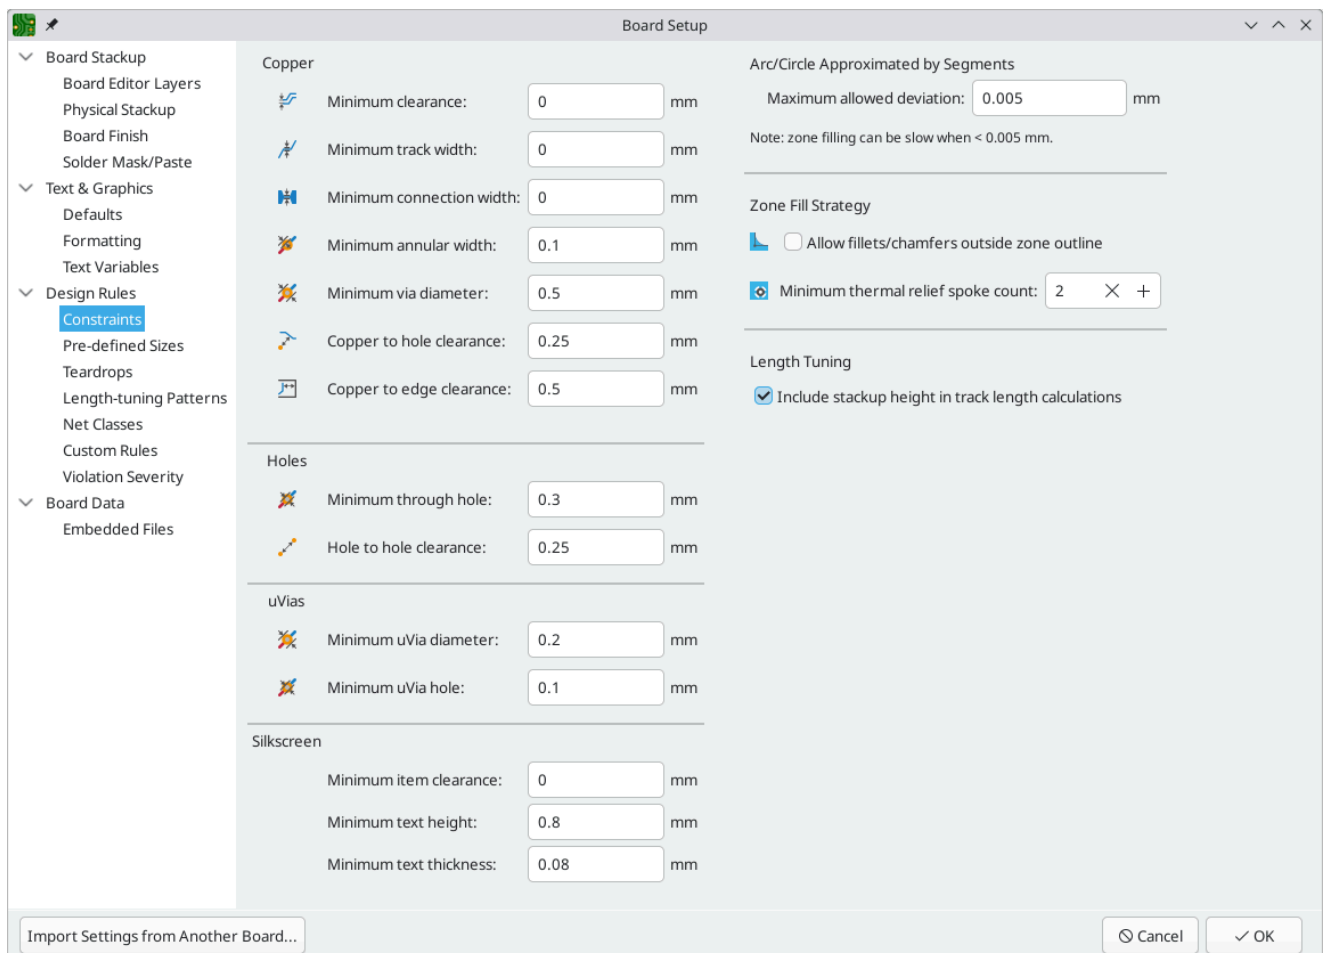 Board Setup
Board Stackup
Board Editor Layers
Physical Stackup
Board Finish
Solder Mask/Paste
Text & Graphics
Defaults
Formatting
Text Variables
Design Rules
Constraints
Pre-defined Sizes
Teardrops
Length-tuning Patterns
Net Classes
Custom Rules
Violation Severity
Board Data
Embedded Files
Copper
Minimum clearance: 0 mm
Minimum track width: 0 mm
Minimum connection width: 0 mm
Minimum annular width: 0.1 mm
Minimum via diameter: 0.5 mm
Copper to hole clearance: 0.25 mm
Copper to edge clearance: 0.5 mm
Holes
Minimum through hole: 0.3 mm
Hole to hole clearance: 0.25 mm
uVias
Minimum uVia diameter: 0.2 mm
Minimum uVia hole: 0.1 mm
Silkscreen
Minimum item clearance: 0 mm
Minimum text height: 0.8 mm
Minimum text thickness: 0.08 mm
Arc/Circle Approximated by Segments
Maximum allowed deviation: 0.005 mm
Note: zone filling can be slow when < 0.005 mm.
Zone Fill Strategy
Allow fillets/chamfers outside zone outline
Minimum thermal relief spoke count: 2
Length Tuning
Include stackup height in track length calculations
Import Settings from Another Board...
Cancel
OK